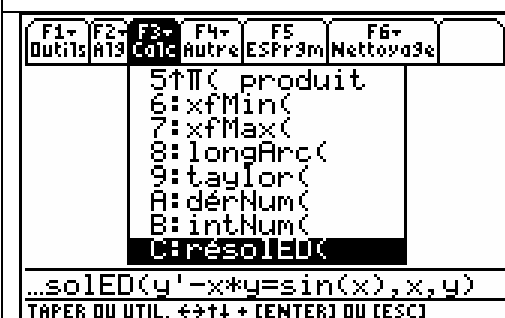 F1▾ F2▾ F3▾ F4▾ F5 F6▾
Outils Alg Calc Autre ESPrgm Nettoyage
5↑Π( produit
6:xfMin(
7:xfMax(
8:longArc(
9:taylor(
A:dérNum(
B:intNum(
C:résolED(
…solED(y'-x*y=sin(x),x,y)
TAPER OU UTIL. ←→↑↓ + [ENTER] OU [ESC]